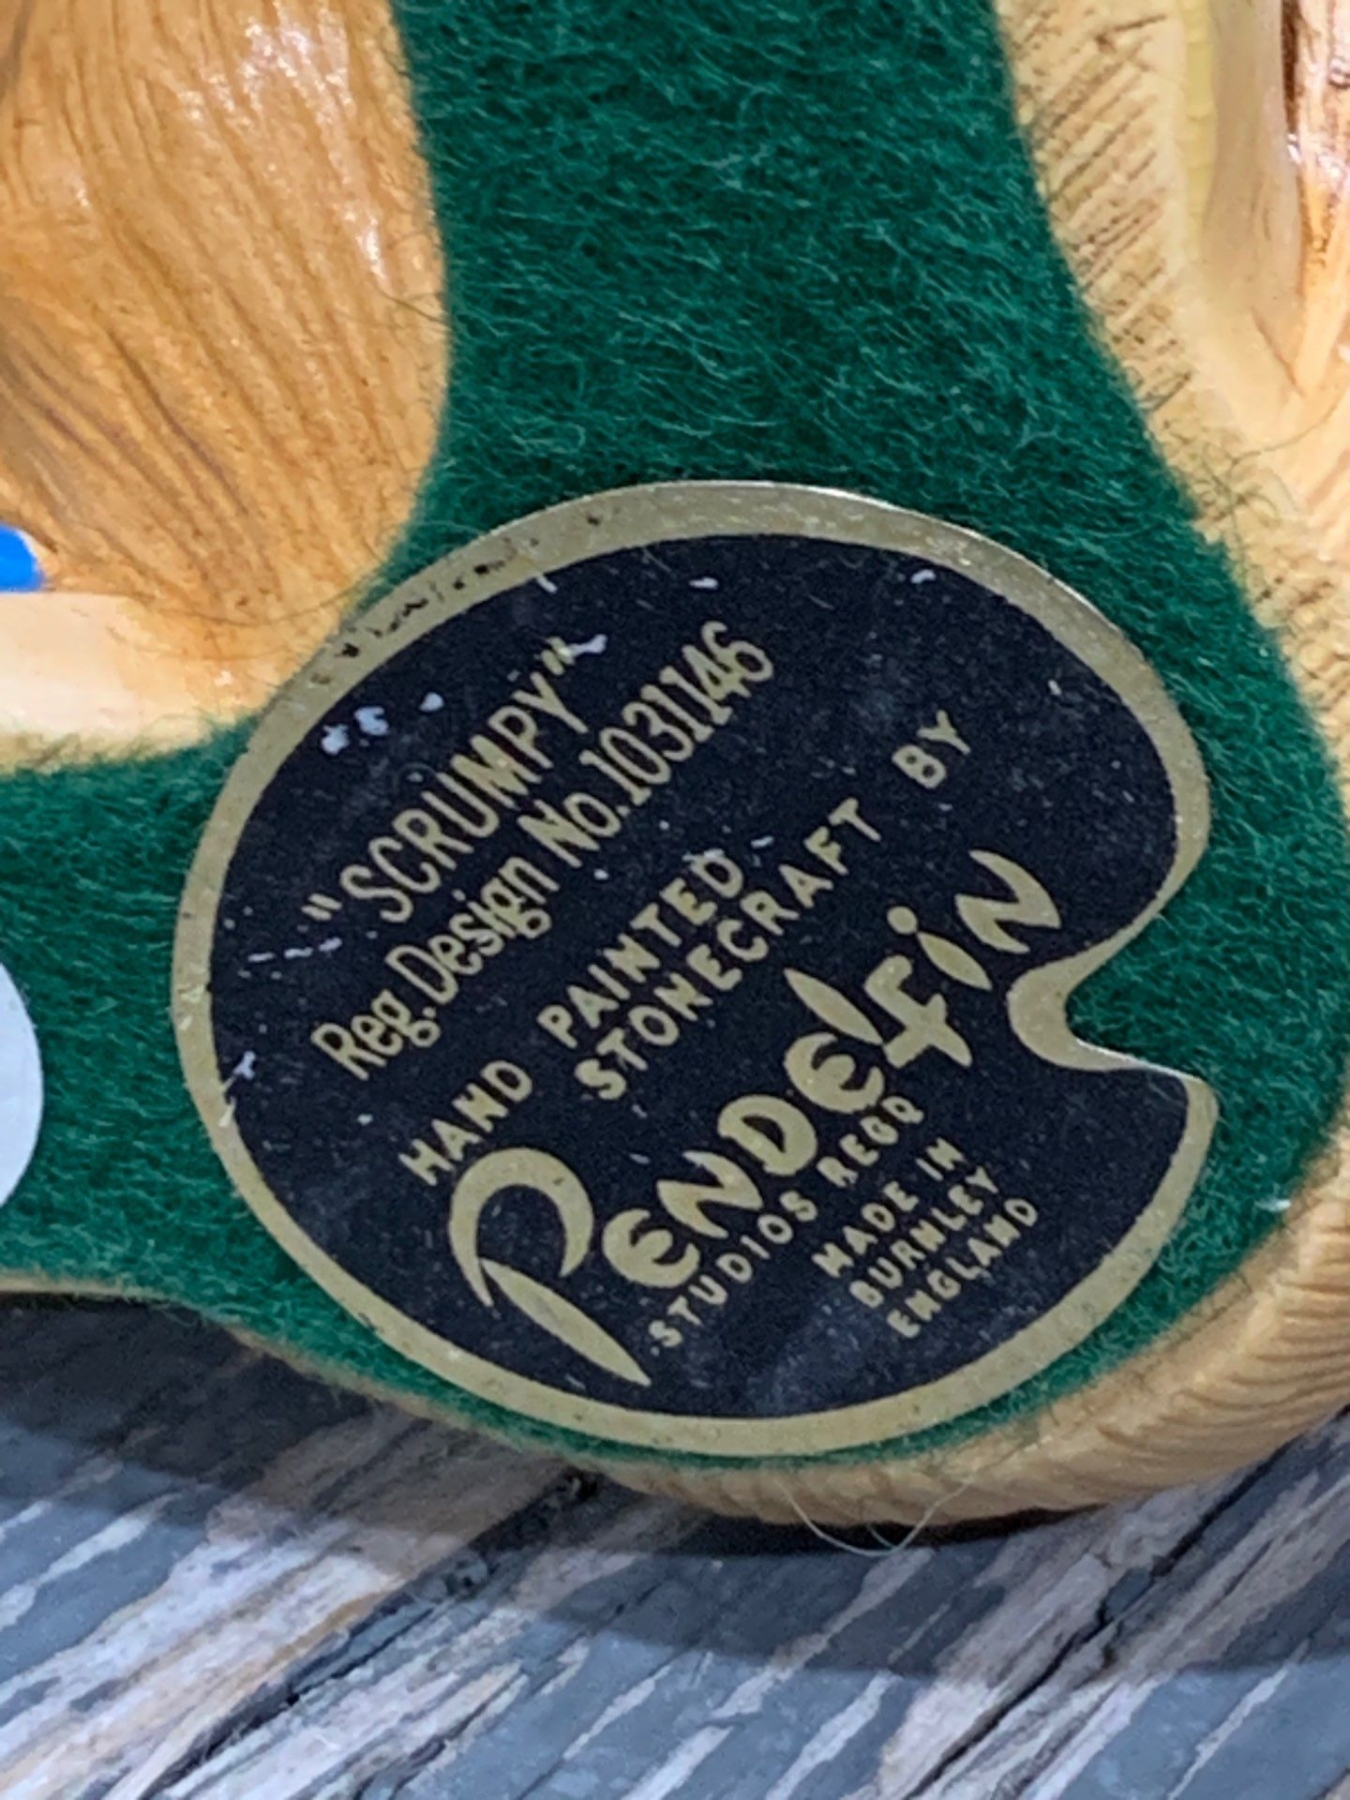 "SCRUMPY"
Reg. Design No. 1031146
HAND PAINTED
STONECRAFT BY
PENDELFIN
STUDIOS REGD
MADE IN
BURNLEY
ENGLAND